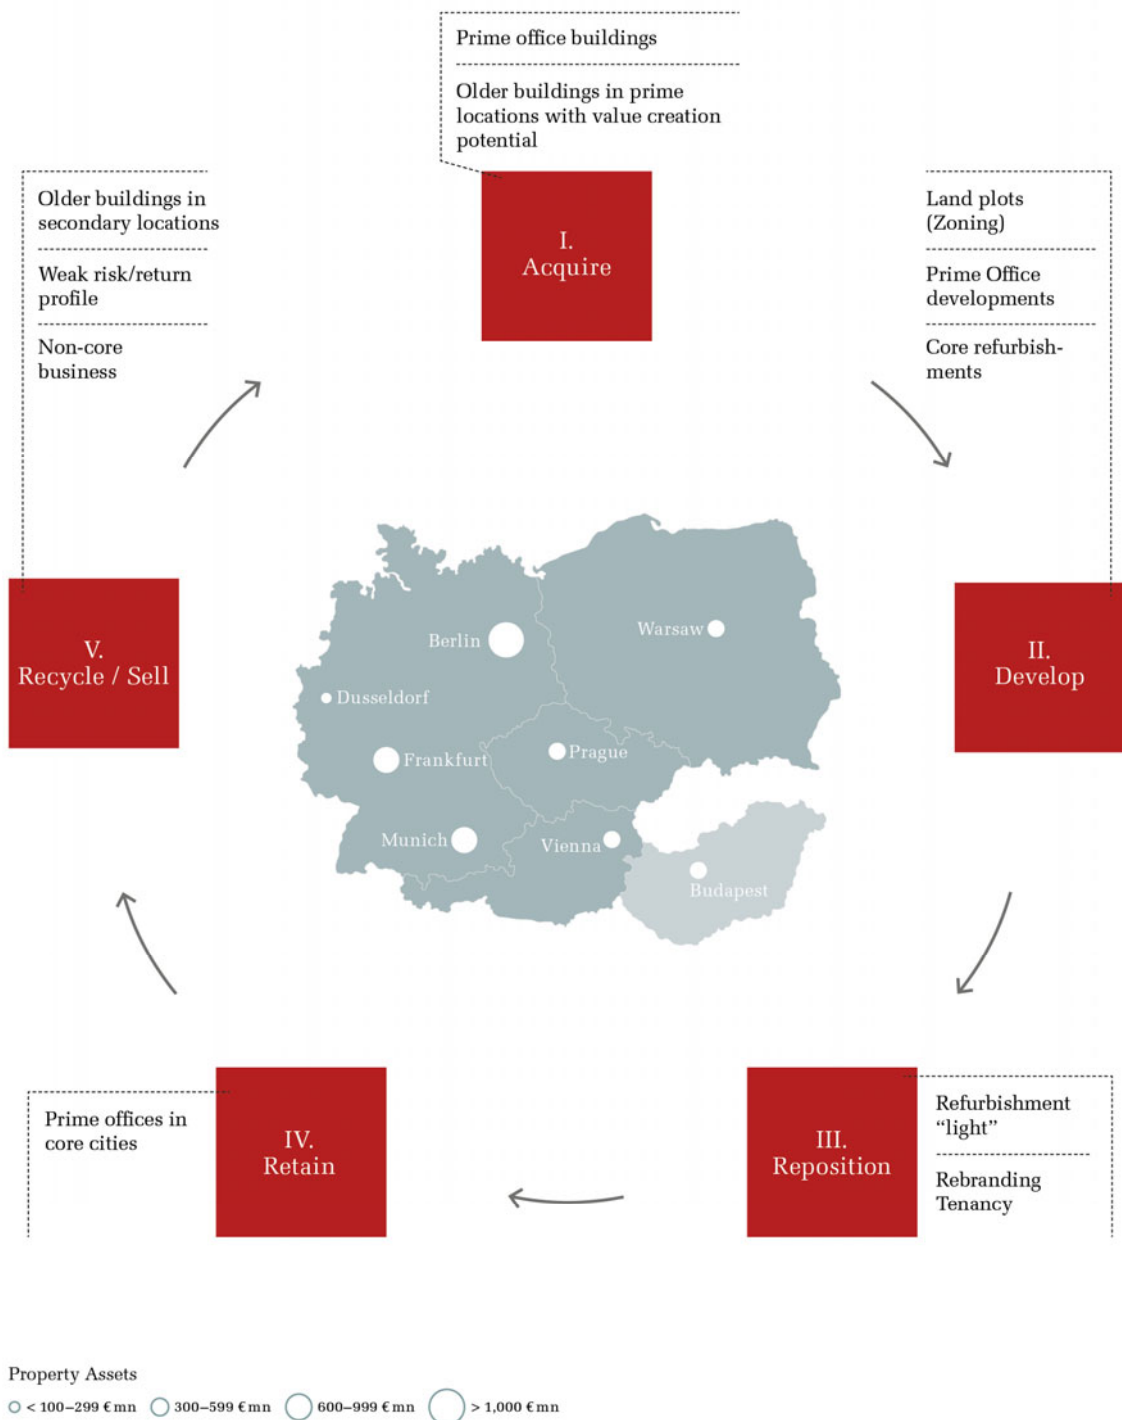 Prime office buildings
Older buildings in prime
locations with value creation
potential
I.
Acquire
Land plots
(Zoning)
Prime Office
developments
Core refurbish-
ments
II.
Develop
Refurbishment
“light”
Rebranding
Tenancy
III.
Reposition
Prime offices in
core cities
IV.
Retain
Older buildings in
secondary locations
Weak risk/return
profile
Non-core
business
V.
Recycle / Sell
Berlin
Warsaw
Dusseldorf
Frankfurt
Prague
Munich
Vienna
Budapest
Property Assets
< 100–299 € mn
300–599 € mn
600–999 € mn
> 1,000 € mn